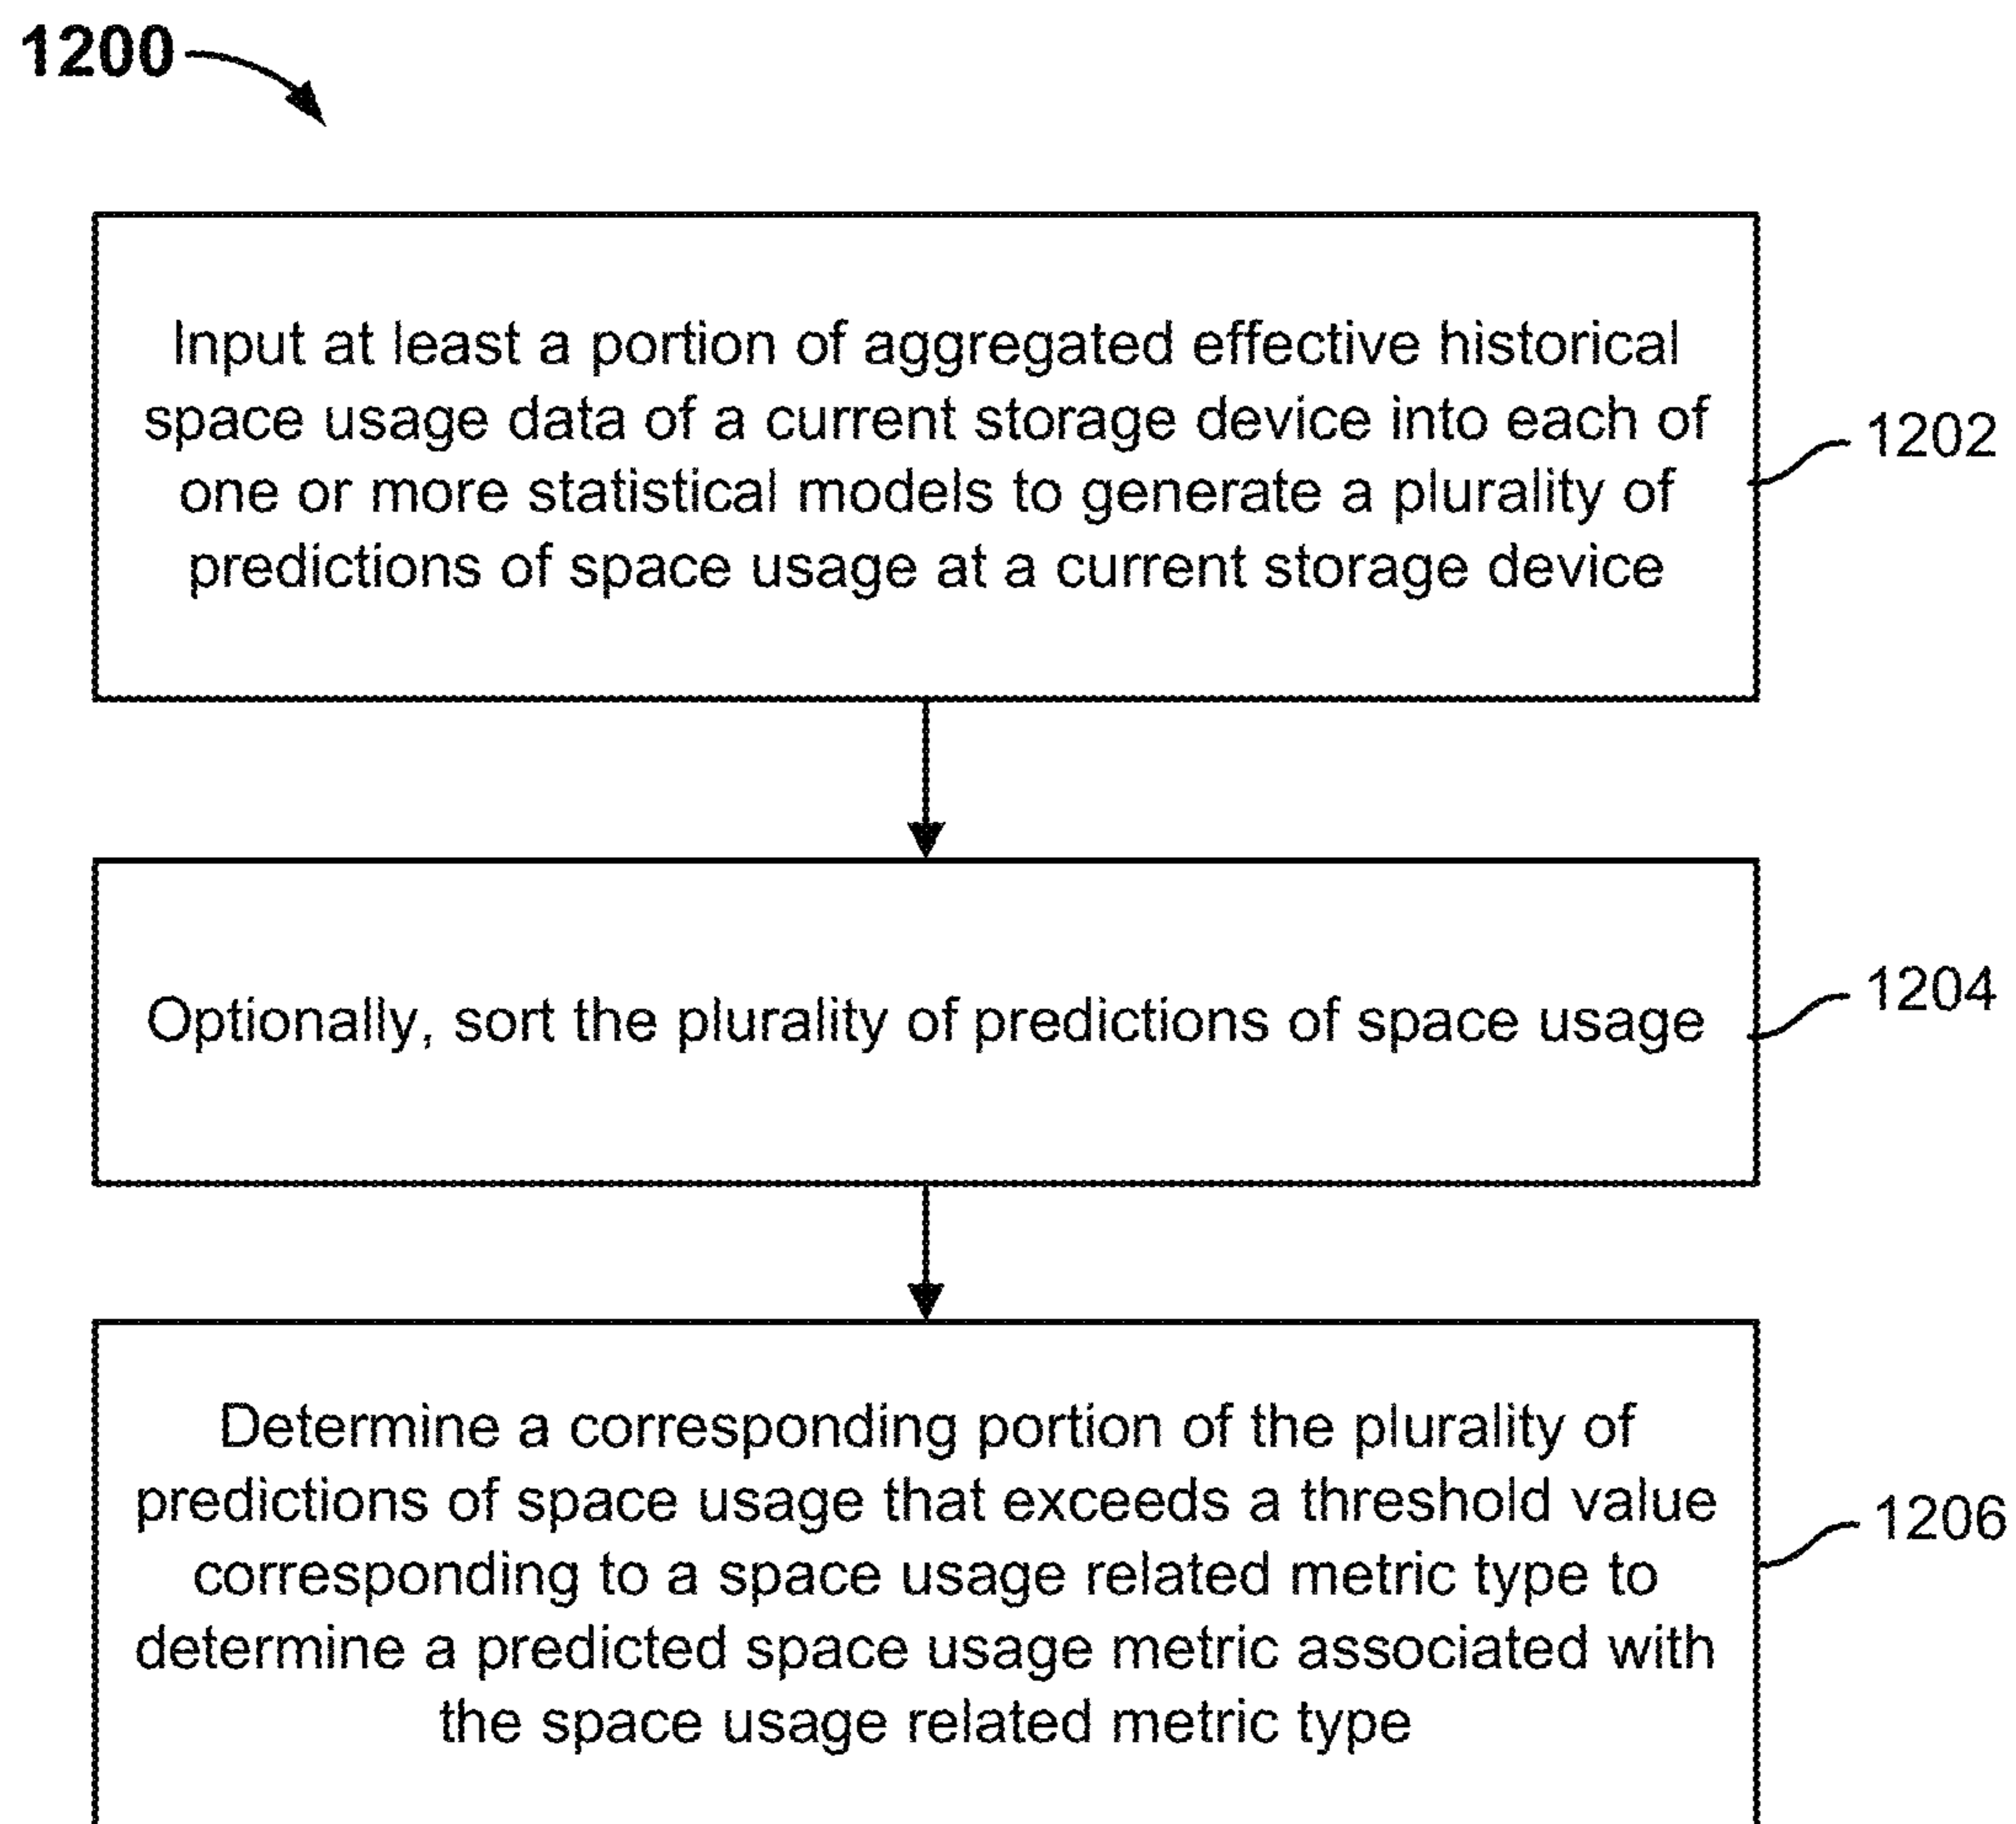 1200
Input at least a portion of aggregated effective historical
space usage data of a current storage device into each of
one or more statistical models to generate a plurality of
predictions of space usage at a current storage device
1202
Optionally, sort the plurality of predictions of space usage
1204
Determine a corresponding portion of the plurality of
predictions of space usage that exceeds a threshold value
corresponding to a space usage related metric type to
determine a predicted space usage metric associated with
the space usage related metric type
1206